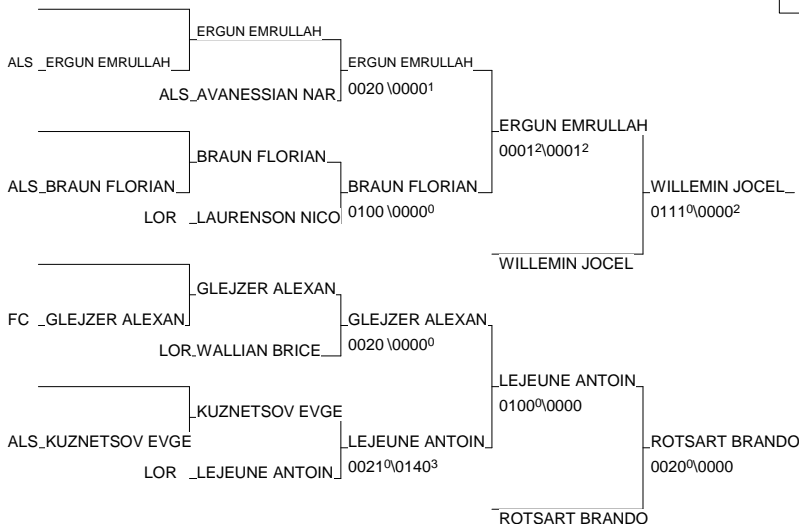 ERGUN EMRULLAH
ALS ERGUN EMRULLAH
ERGUN EMRULLAH
ALS AVANESSIAN NAR
0020 \0000¹
ERGUN EMRULLAH
0001²\0001²
BRAUN FLORIAN
ALS BRAUN FLORIAN
BRAUN FLORIAN
WILLEMIN JOCEL
LOR LAURENSON NICO
0100 \0000⁰
0111⁰\0000²
WILLEMIN JOCEL
GLEJZER ALEXAN
FC GLEJZER ALEXAN
GLEJZER ALEXAN
LOR WALLIAN BRICE
0020 \0000⁰
LEJEUNE ANTOIN
0100⁰\0000
KUZNETSOV EVGE
ALS KUZNETSOV EVGE
LEJEUNE ANTOIN
ROTSART BRANDO
LOR LEJEUNE ANTOIN
0021⁰\0140³
0020⁰\0000
ROTSART BRANDO